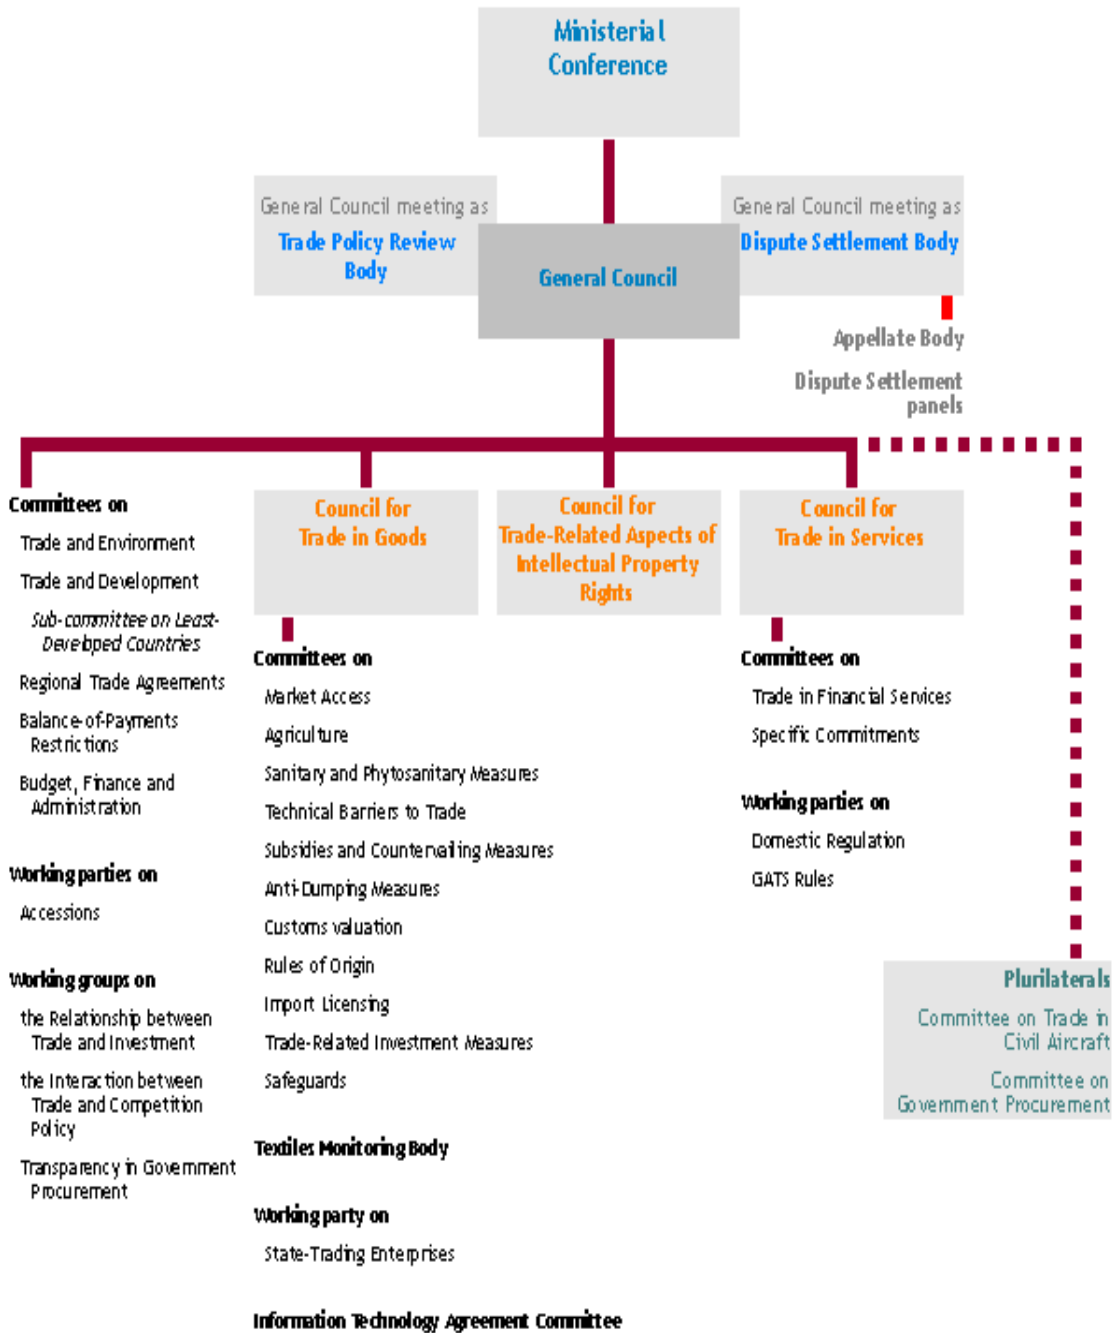 Ministerial
Conference
General Council meeting as
Trade Policy Review
Body
General Council
General Council meeting as
Dispute Settlement Body
Appellate Body
Dispute Settlement
panels
Committees on
Trade and Environment
Trade and Development
Sub-committee on Least-
Developed Countries
Regional Trade Agreements
Balance-of-Payments
Restrictions
Budget, Finance and
Administration
Working parties on
Accessions
Working groups on
the Relationship between
Trade and Investment
the Interaction between
Trade and Competition
Policy
Transparency in Government
Procurement
Council for
Trade in Goods
Committees on
Market Access
Agriculture
Sanitary and Phytosanitary Measures
Technical Barriers to Trade
Subsidies and Countervailing Measures
Anti-Dumping Measures
Customs valuation
Rules of Origin
Import Licensing
Trade-Related Investment Measures
Safeguards
Textiles Monitoring Body
Working party on
State-Trading Enterprises
Information Technology Agreement Committee
Council for
Trade-Related Aspects of
Intellectual Property
Rights
Council for
Trade in Services
Committees on
Trade in Financial Services
Specific Commitments
Working parties on
Domestic Regulation
GATS Rules
Plurilaterals
Committee on Trade in
Civil Aircraft
Committee on
Government Procurement